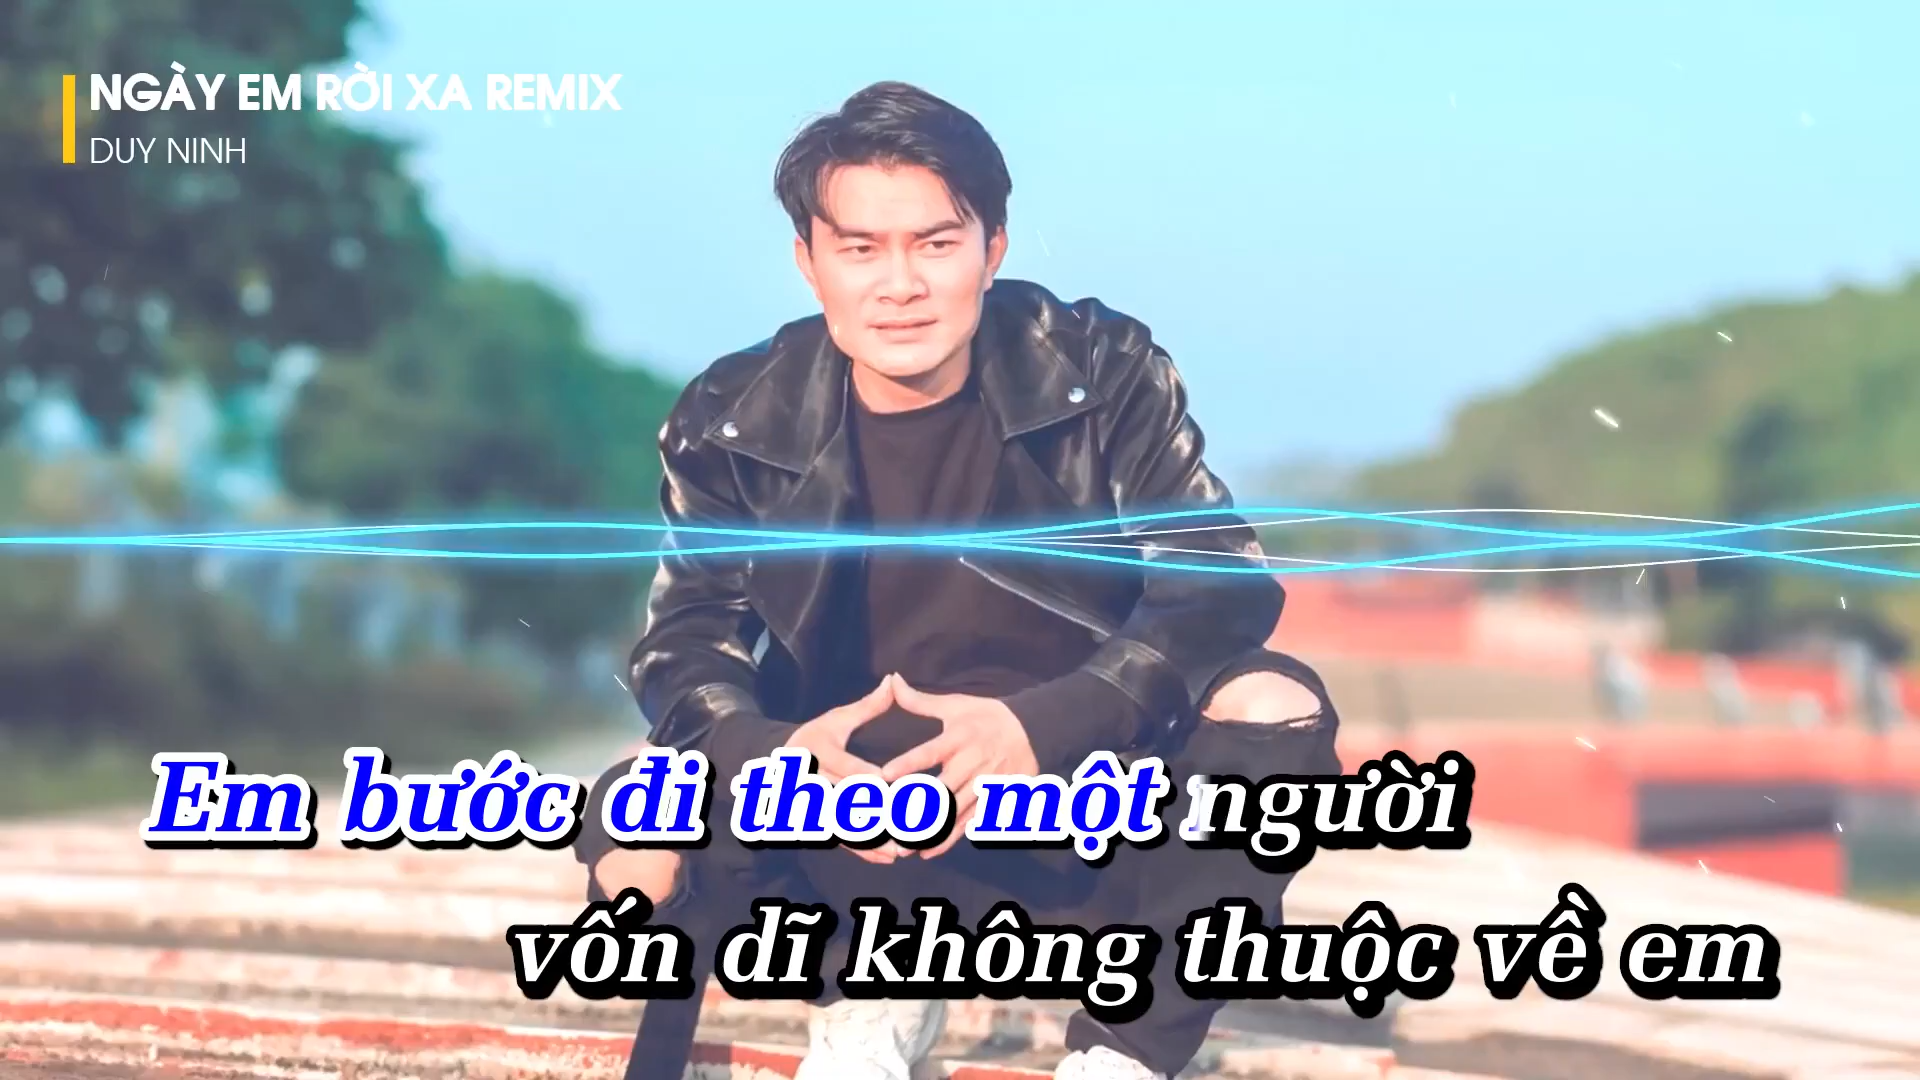 NGÀY EM RỜI XA REMIX
DUY NINH
Em bước đi theo một người
vốn dĩ không thuộc về em